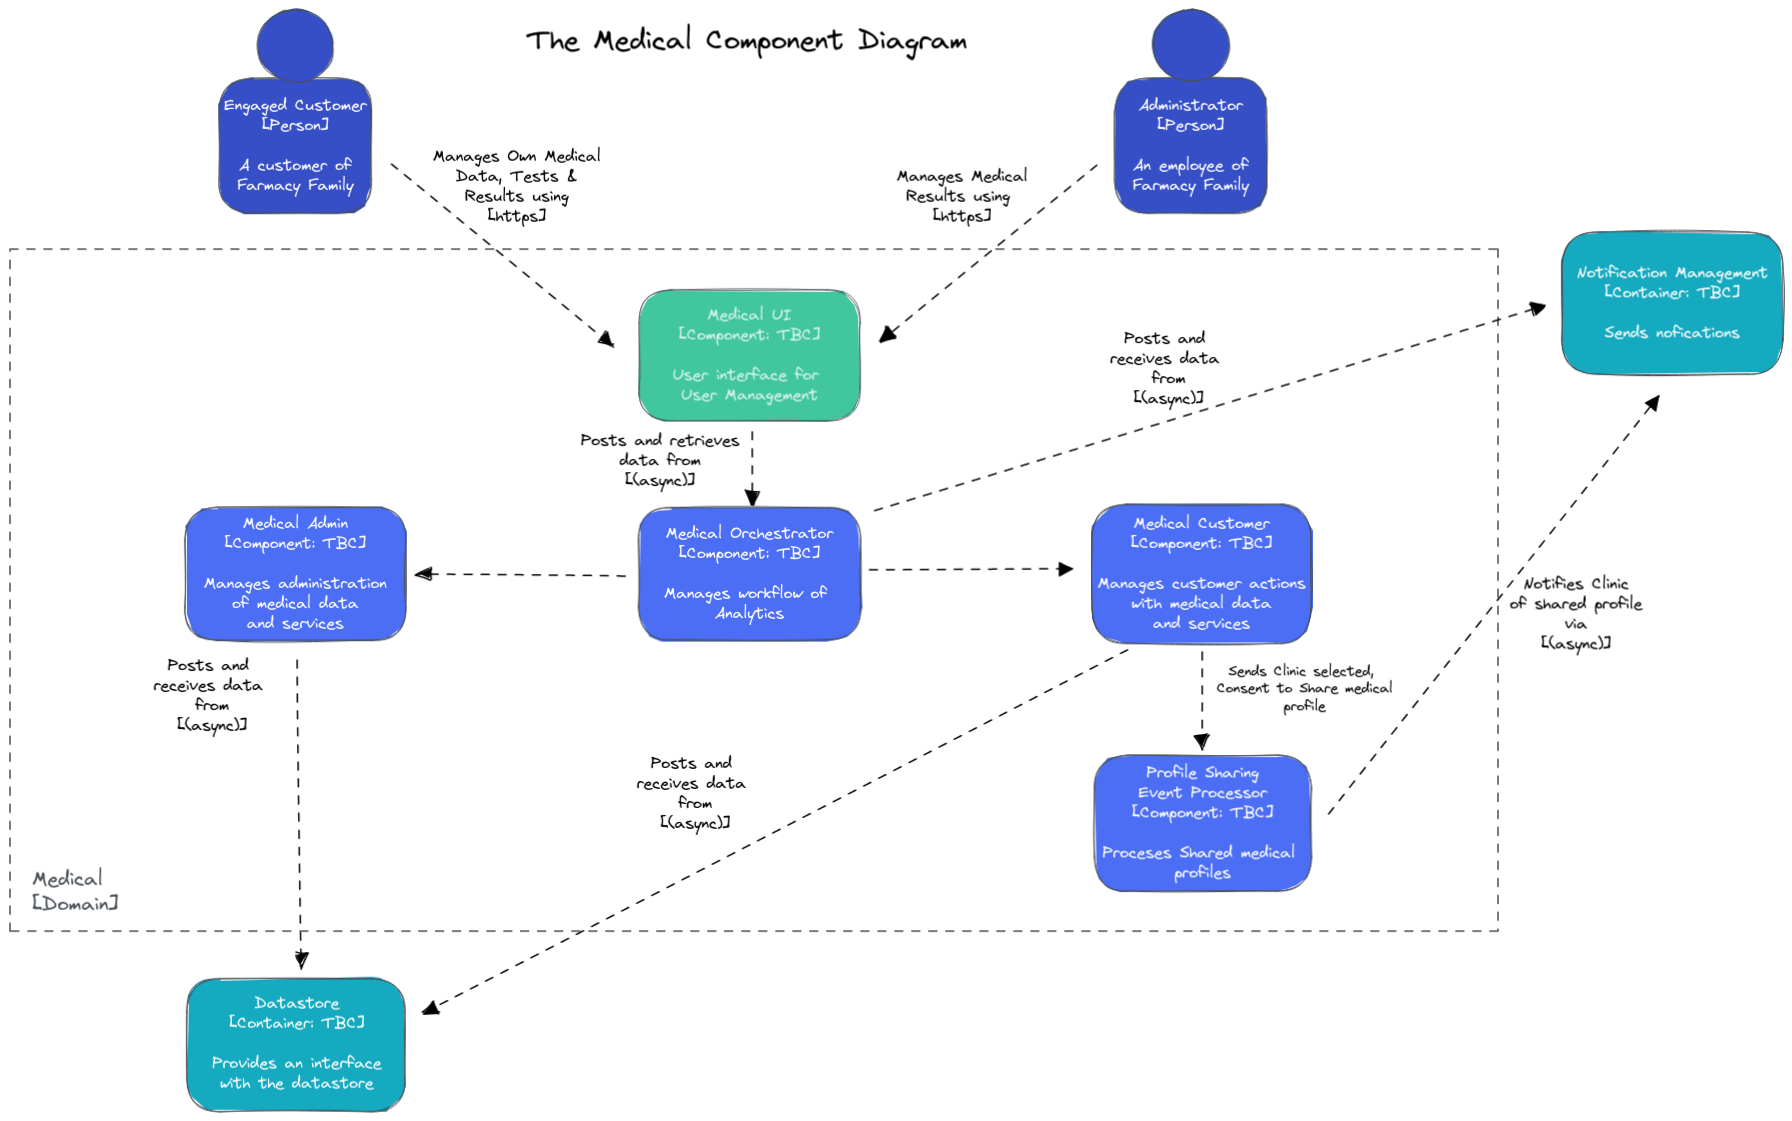 The Medical Component Diagram
Engaged Customer
[Person]
A customer of
Farmacy Family
Administrator
[Person]
An employee of
Farmacy Family
Manages Own Medical
Data, Tests &
Results using
[https]
Manages Medical
Results using
[https]
Notification Management
[Container: TBC]
Sends nofications
Medical UI
[Component: TBC]
User interface for
User Management
Posts and
receives data
from
[(async)]
Posts and retrieves
data from
[(async)]
Medical Admin
[Component: TBC]
Manages administration
of medical data
and services
Medical Orchestrator
[Component: TBC]
Manages workflow of
Analytics
Medical Customer
[Component: TBC]
Manages customer actions
with medical data
and services
Notifies Clinic
of shared profile
via
[(async)]
Posts and
receives data
from
[(async)]
Sends Clinic selected,
Consent to Share medical
profile
Posts and
receives data
from
[(async)]
Profile Sharing
Event Processor
[Component: TBC]
Proceses Shared medical
profiles
Medical
[Domain]
Datastore
[Container: TBC]
Provides an interface
with the datastore